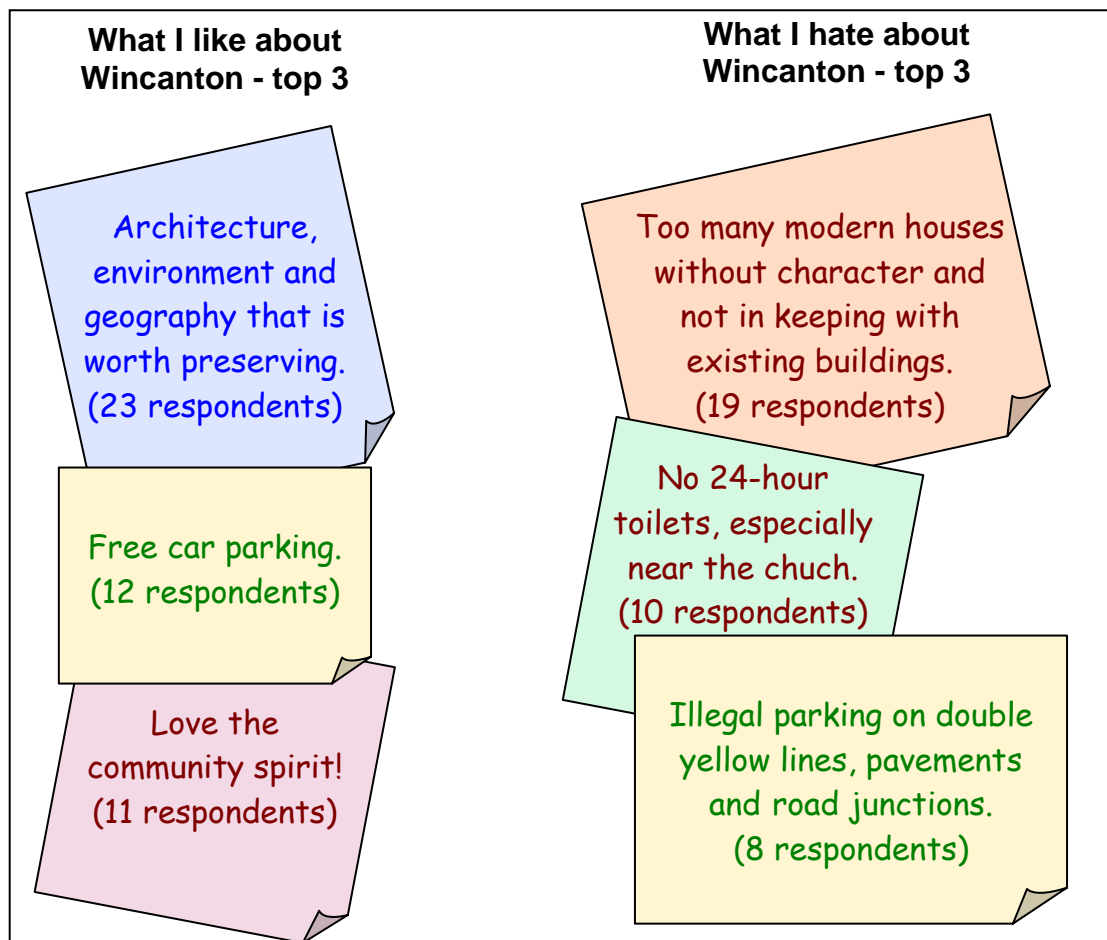 What I like about
Wincanton - top 3
Architecture,
environment and
geography that is
worth preserving.
(23 respondents)
Free car parking.
(12 respondents)
Love the
community spirit!
(11 respondents)
What I hate about
Wincanton - top 3
Too many modern houses
without character and
not in keeping with
existing buildings.
(19 respondents)
No 24-hour
toilets, especially
near the chuch.
(10 respondents)
Illegal parking on double
yellow lines, pavements
and road junctions.
(8 respondents)